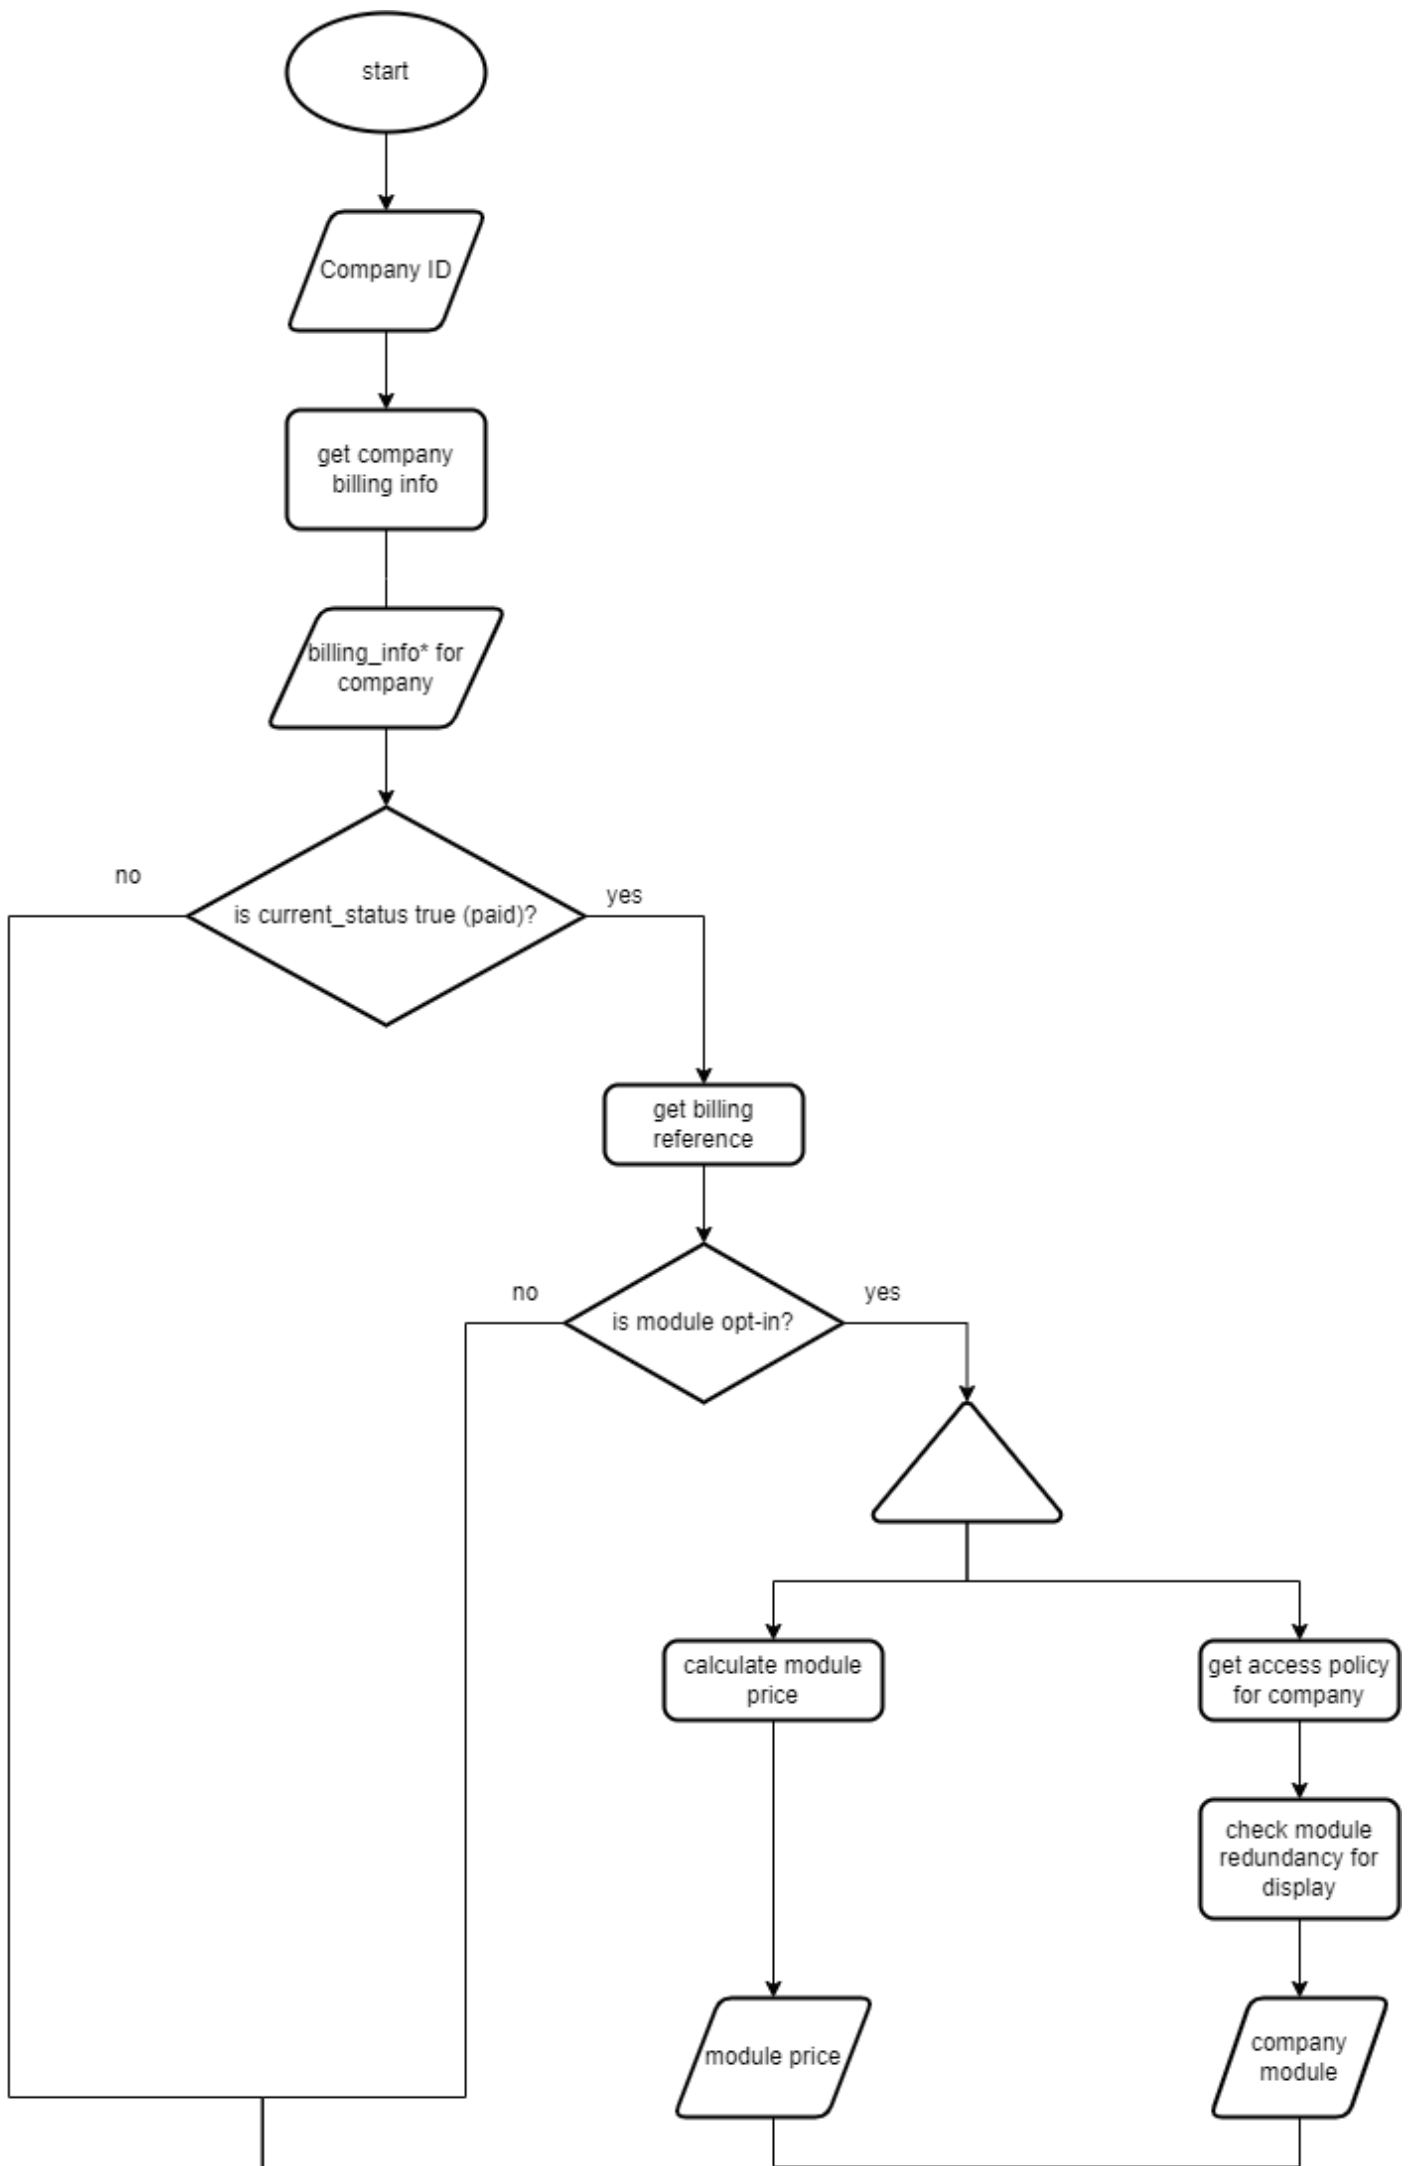 start
Company ID
get company
billing info
billing_info* for
company
no
is current_status true (paid)?
yes
get billing
reference
no
is module opt-in?
yes
calculate module
price
get access policy
for company
check module
redundancy for
display
module price
company
module